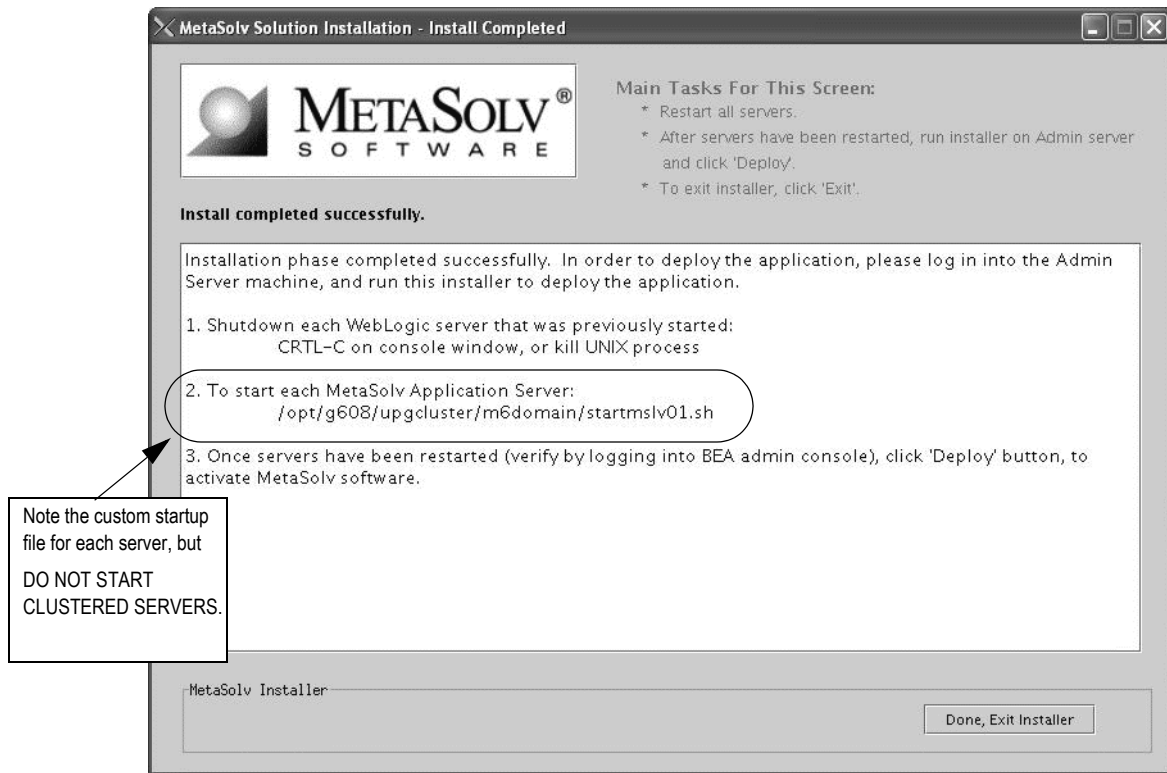 MetaSolv Solution Installation - Install Completed
METASOLV®
SOFTWARE
Main Tasks For This Screen:
* Restart all servers.
* After servers have been restarted, run installer on Admin server
and click 'Deploy'.
* To exit installer, click 'Exit'.
Install completed successfully.
Installation phase completed successfully. In order to deploy the application, please log in into the Admin
Server machine, and run this installer to deploy the application.
1. Shutdown each WebLogic server that was previously started:
CRTL-C on console window, or kill UNIX process
2. To start each MetaSolv Application Server:
/opt/g608/upgcluster/m6domain/startmslv01.sh
3. Once servers have been restarted (verify by logging into BEA admin console), click 'Deploy' button, to
activate MetaSolv software.
Note the custom startup
file for each server, but
DO NOT START
CLUSTERED SERVERS.
MetaSolv Installer
Done, Exit Installer